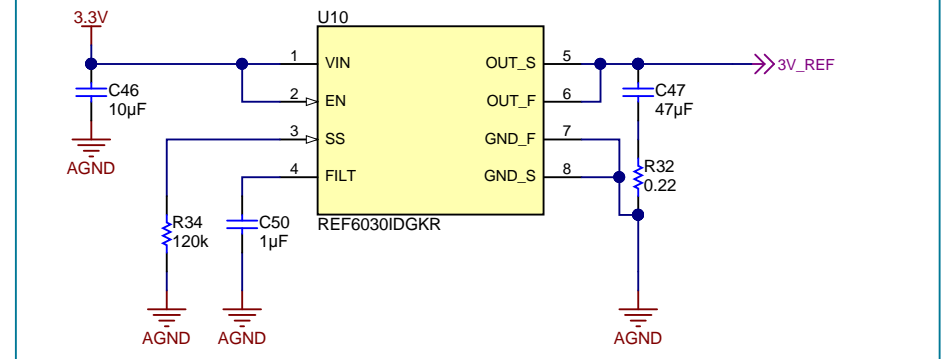 3.3V
U10
1
VIN
OUT_S
5
3V_REF
C46
10µF
2
EN
OUT_F
6
C47
47µF
3
SS
GND_F
7
AGND
4
FILT
GND_S
8
R32
0.22
REF6030IDGKR
R34
120k
C50
1µF
AGND
AGND
AGND